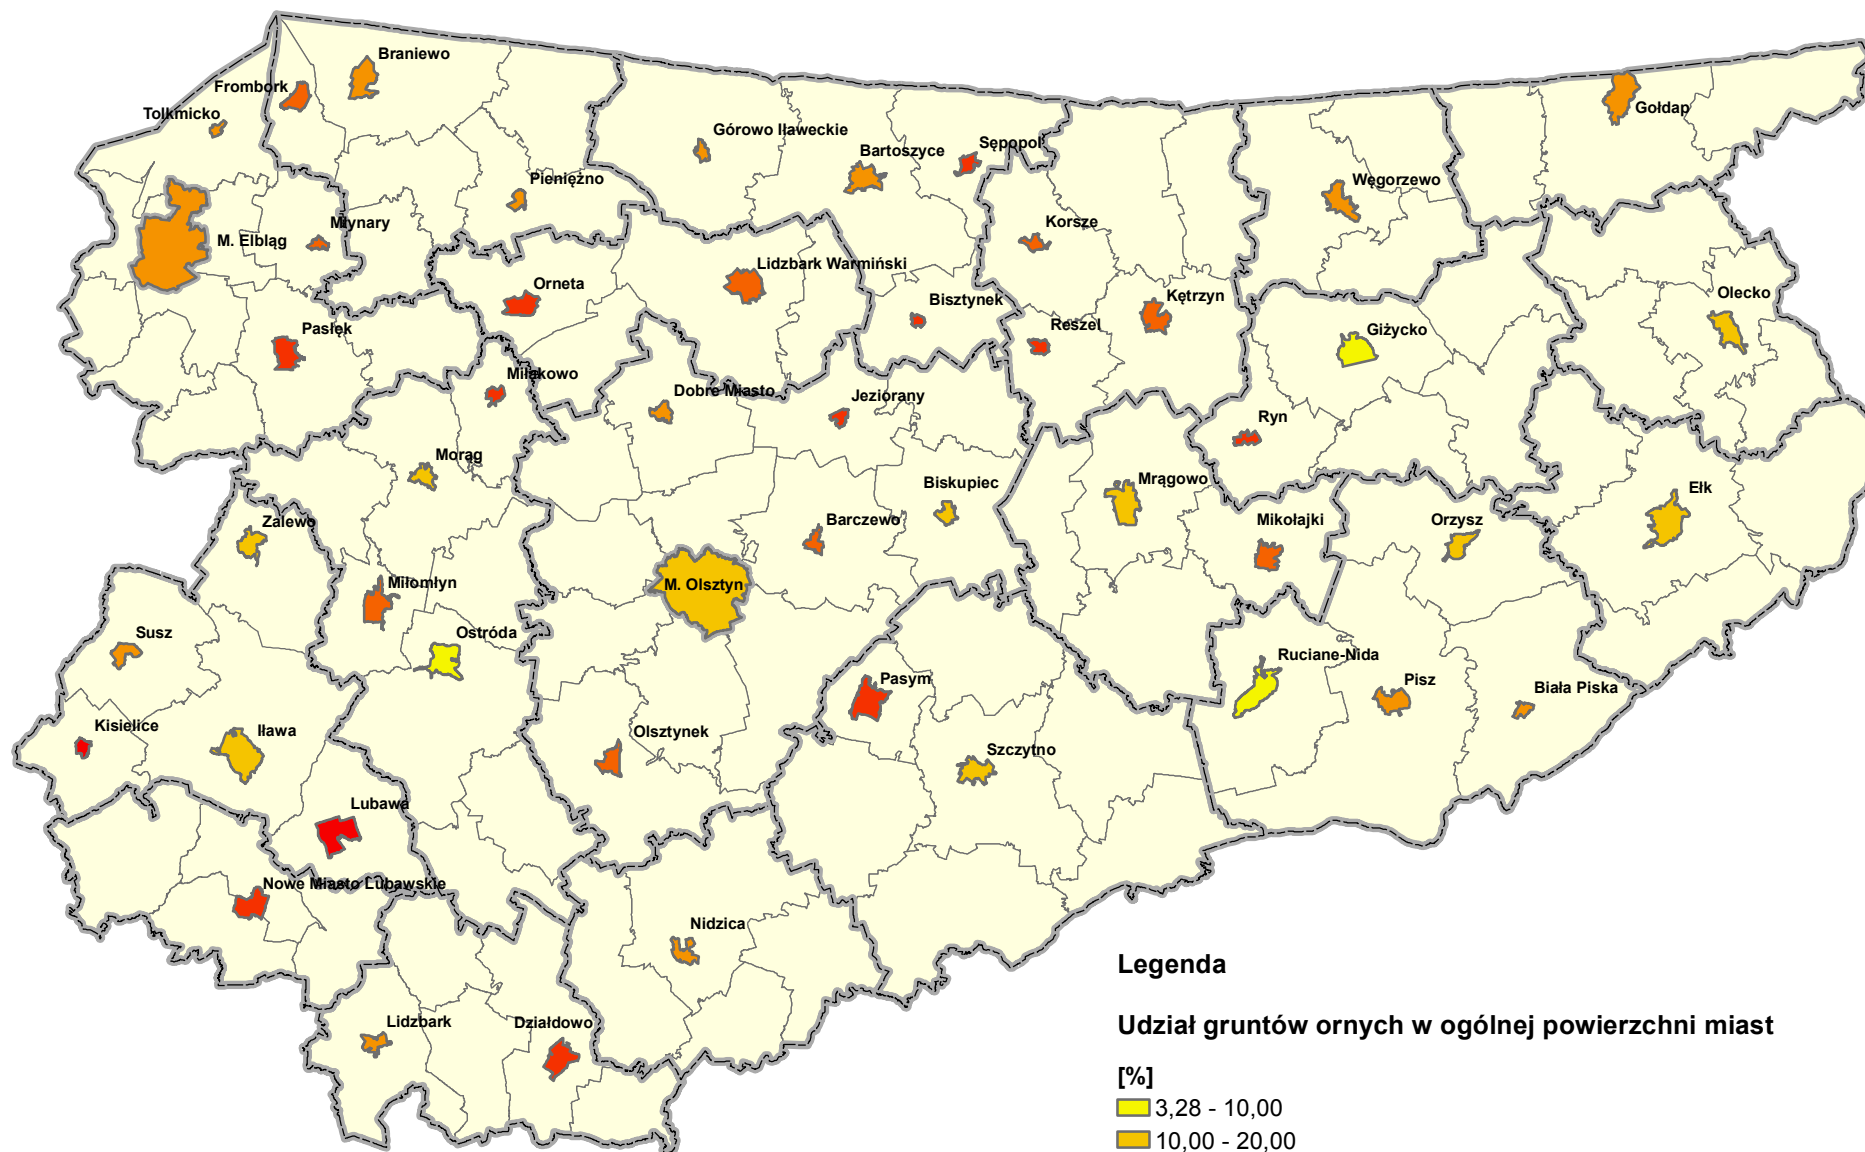 Braniewo
Frombork
Gołdap
Tolkmicko
Górowo Iławeckie
Sępopol
Bartoszyce
Pieniężno
Węgorzewo
Młynary
Korsze
M. Elbląg
Lidzbark Warmiński
Orneta
Bisztynek
Kętrzyn
Olecko
Pasłęk
Reszel
Giżycko
Miłakowo
Dobre Miasto
Jeziorany
Ryn
Morąg
Mrągowo
Biskupiec
Ełk
Zalewo
Barczewo
Mikołajki
Orzysz
Miłomłyn
M. Olsztyn
Susz
Ostróda
Ruciane-Nida
Pasym
Pisz
Biała Piska
Kisielice
Iława
Olsztynek
Szczytno
Lubawa
Nowe Miasto Lubawskie
Nidzica
Lidzbark
Działdowo
Legenda
Udział gruntów ornych w ogólnej powierzchni miast
[%]
3,28 - 10,00
10,00 - 20,00